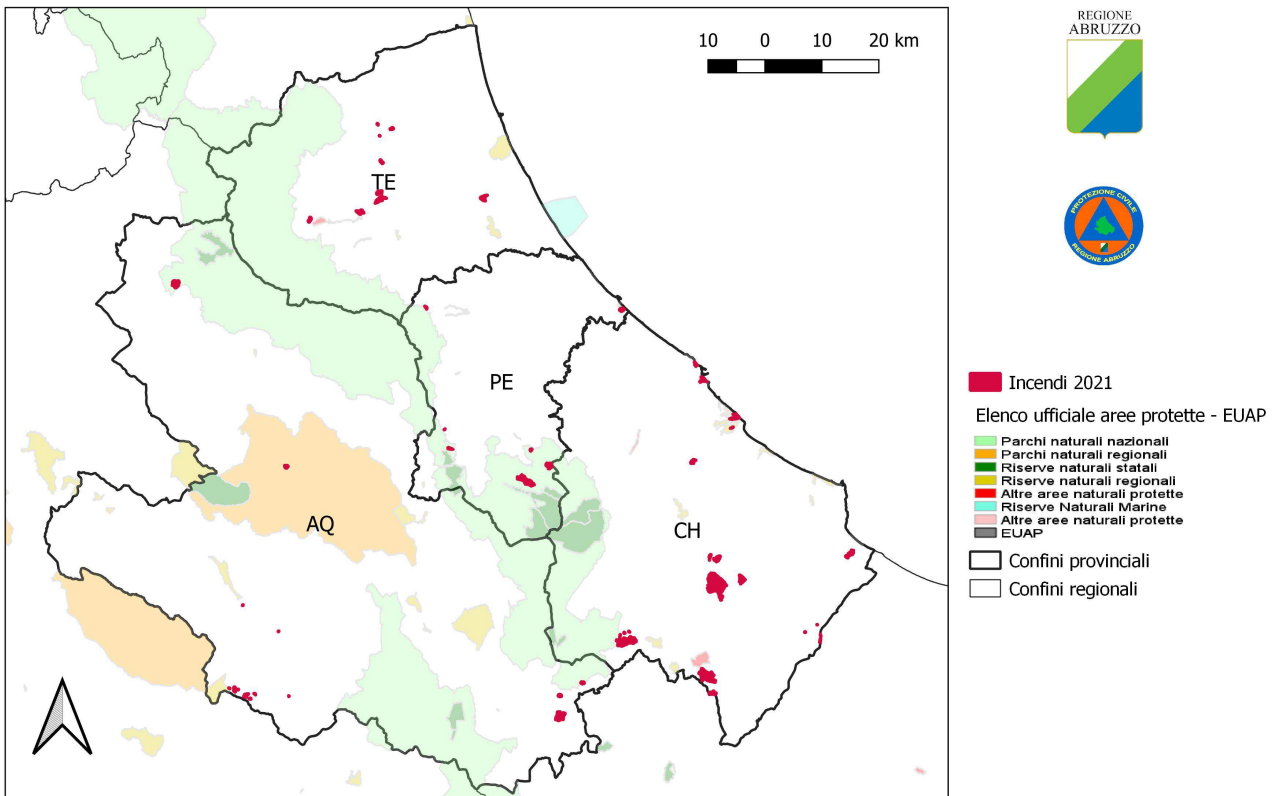 10 0 10 20 km
TE
PE
AQ
CH
REGIONE
ABRUZZO
PROTEZIONE CIVILE
REGIONE ABRUZZO
Incendi 2021
Elenco ufficiale aree protette - EUAP
Parchi naturali nazionali
Parchi naturali regionali
Riserve naturali statali
Riserve naturali regionali
Altre aree naturali protette
Riserve Naturali Marine
Altre aree naturali protette
EUAP
Confini provinciali
Confini regionali